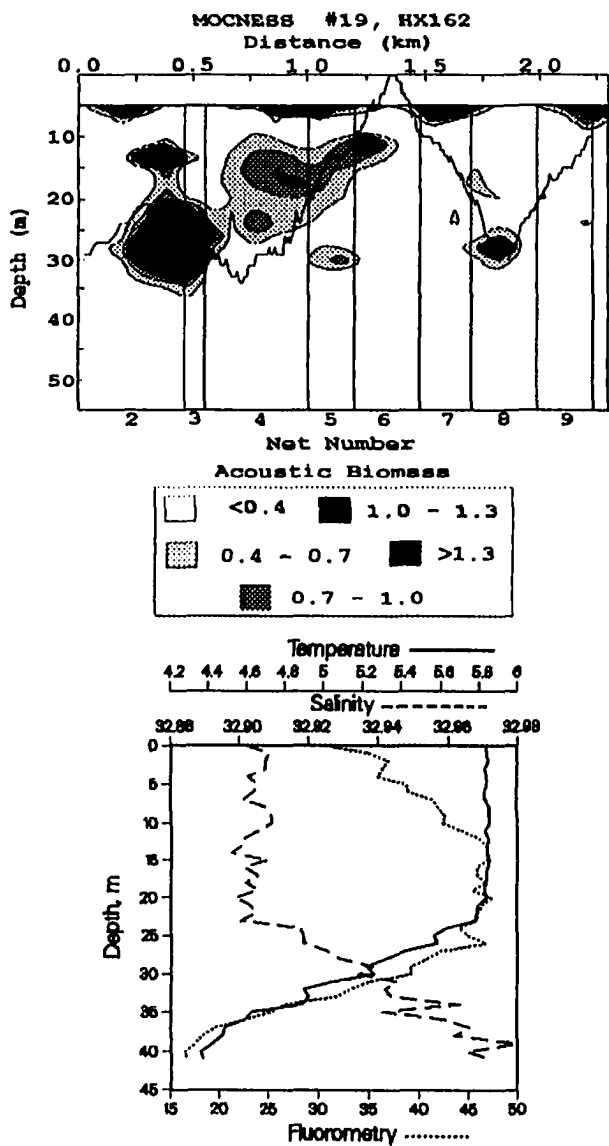 MOCNESS #19, HX162
Distance (km)
0.0 0.5 1.0 1.5 2.0
Depth (m)
10
20
30
40
50
2 3 4 5 6 7 8 9
Net Number
Acoustic Biomass
<0.4 1.0 - 1.3
0.4 - 0.7 >1.3
0.7 - 1.0
Temperature
4.2 4.4 4.6 4.8 5 5.2 5.4 5.6 5.8 6
Salinity
32.88 32.90 32.92 32.94 32.96 32.98
Depth, m
0
5
10
15
20
25
30
35
40
45
15 20 25 30 35 40 45 50
Fluorometry